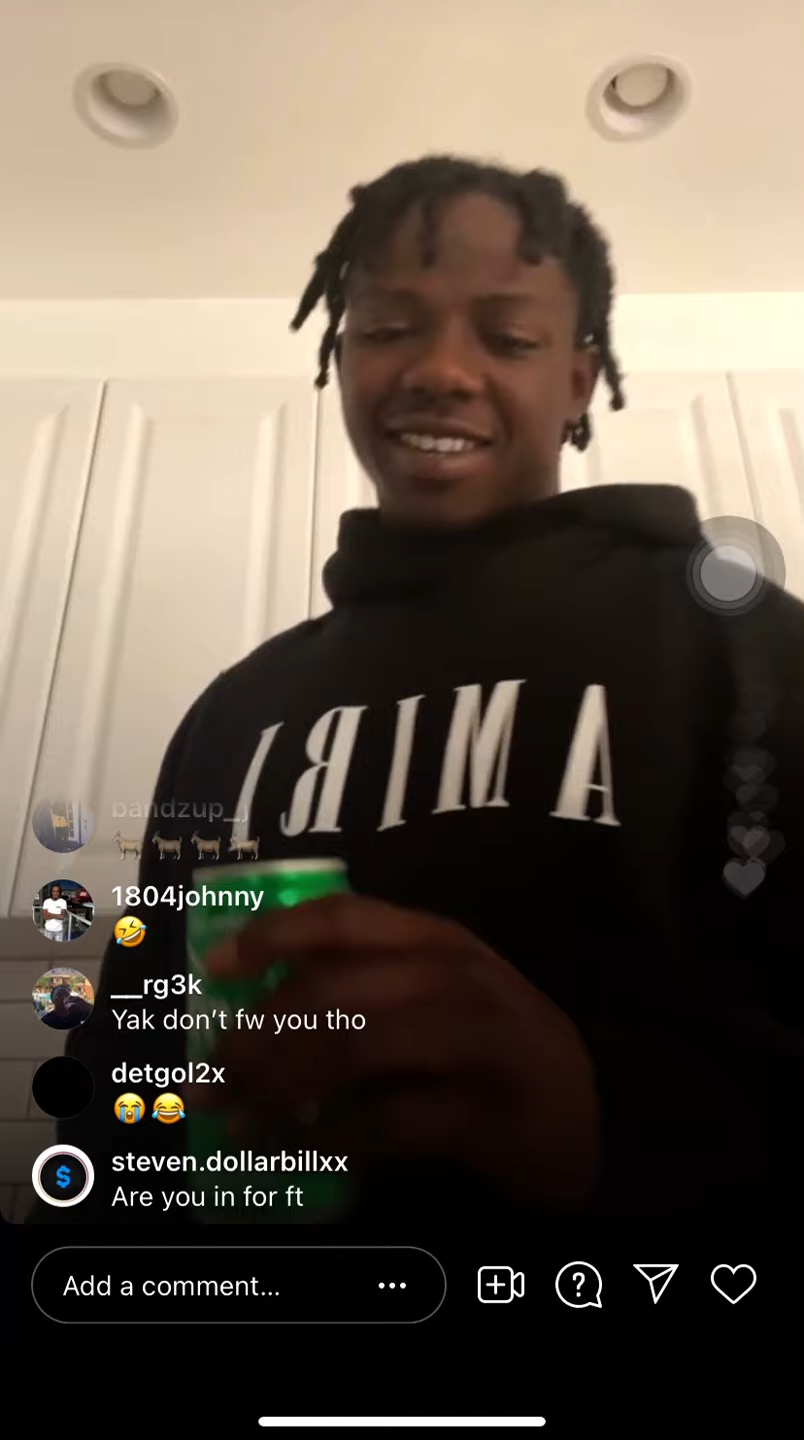 AMIRI
bandzup_j
🐐🐐🐐🐐
1804johnny
🤣
__rg3k
Yak don’t fw you tho
detgol2x
😭😂
$
steven.dollarbillxx
Are you in for ft
Add a comment...